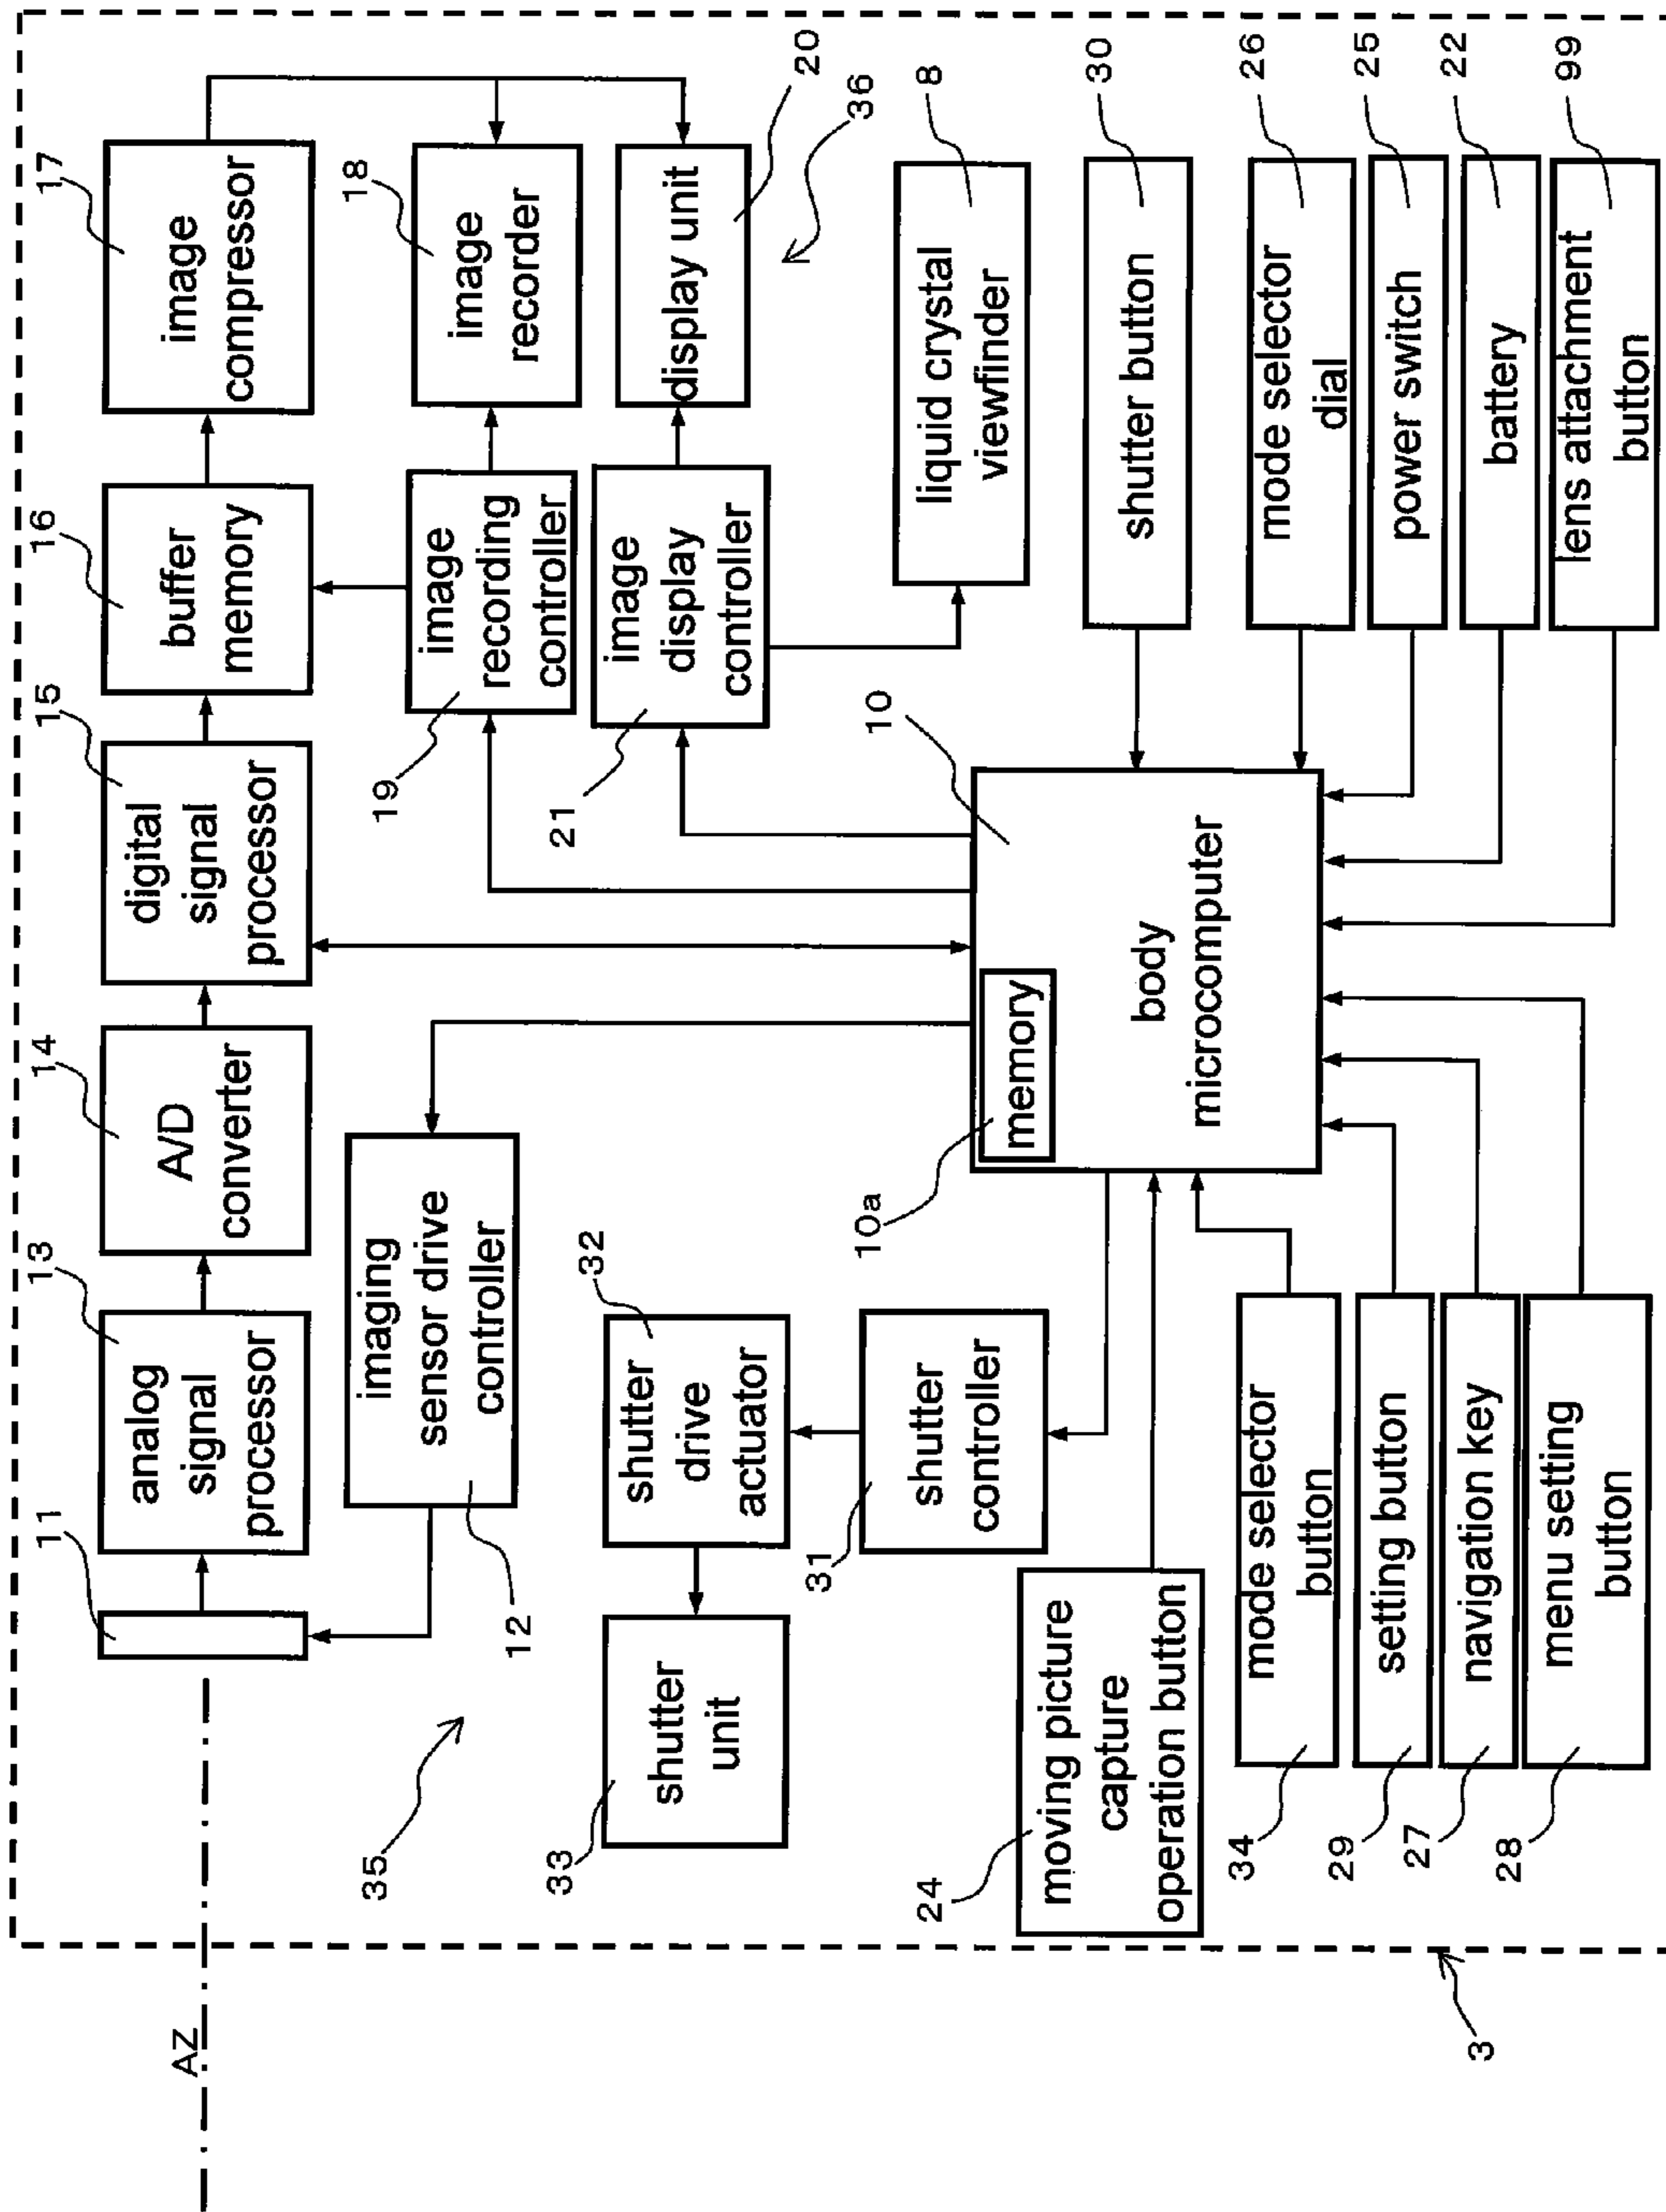 AZ
3
11
13
analog
signal
processor
14
A/D
converter
15
digital
signal
processor
16
buffer
memory
17
image
compressor
35
12
imaging
sensor drive
controller
19
image
recording
controller
18
image
recorder
33
shutter
unit
32
shutter
drive
actuator
21
image
display
controller
display unit
20
36
31
shutter
controller
8
liquid crystal
viewfinder
24
moving picture
capture
operation button
10
10a
memory
body
microcomputer
30
shutter button
34
mode selector
button
29
setting button
27
navigation key
28
menu setting
button
26
mode selector
dial
25
power switch
22
battery
99
lens attachment
button